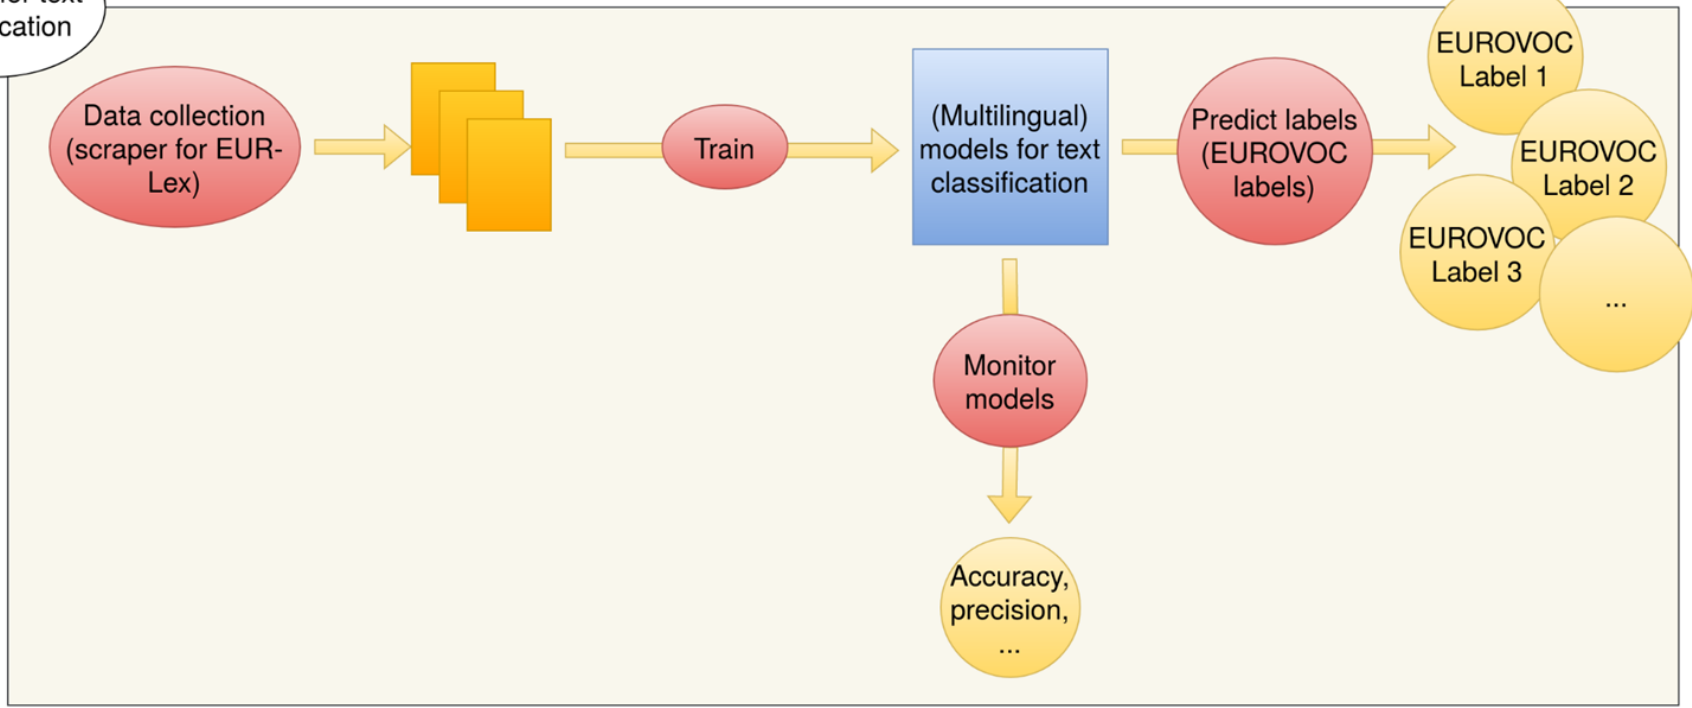 text
cation
Data collection
(scraper for EUR-
Lex)
Train
(Multilingual)
models for text
classification
Predict labels
(EUROVOC
labels)
EUROVOC
Label 1
EUROVOC
Label 2
EUROVOC
Label 3
...
Monitor
models
Accuracy,
precision,
...